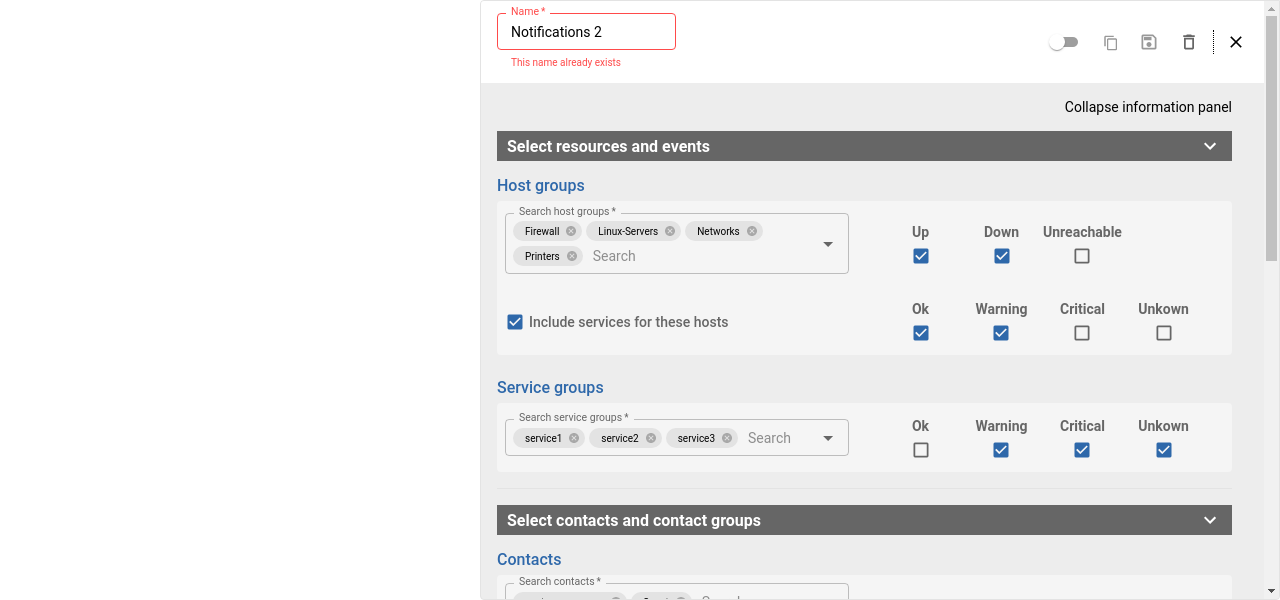 Name *
Notifications 2
This name already exists
Collapse information panel
Select resources and events
Host groups
Search host groups *
Firewall Linux-Servers Networks
Printers Search
Up Down Unreachable
Include services for these hosts
Ok Warning Critical Unkown
Service groups
Search service groups *
service1 service2 service3 Search
Ok Warning Critical Unkown
Select contacts and contact groups
Contacts
Search contacts *